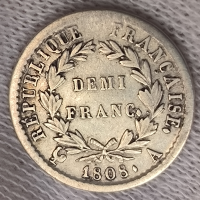 REPUBLIQUE FRANÇAISE.
DEMI
FRANC.
1808.
A